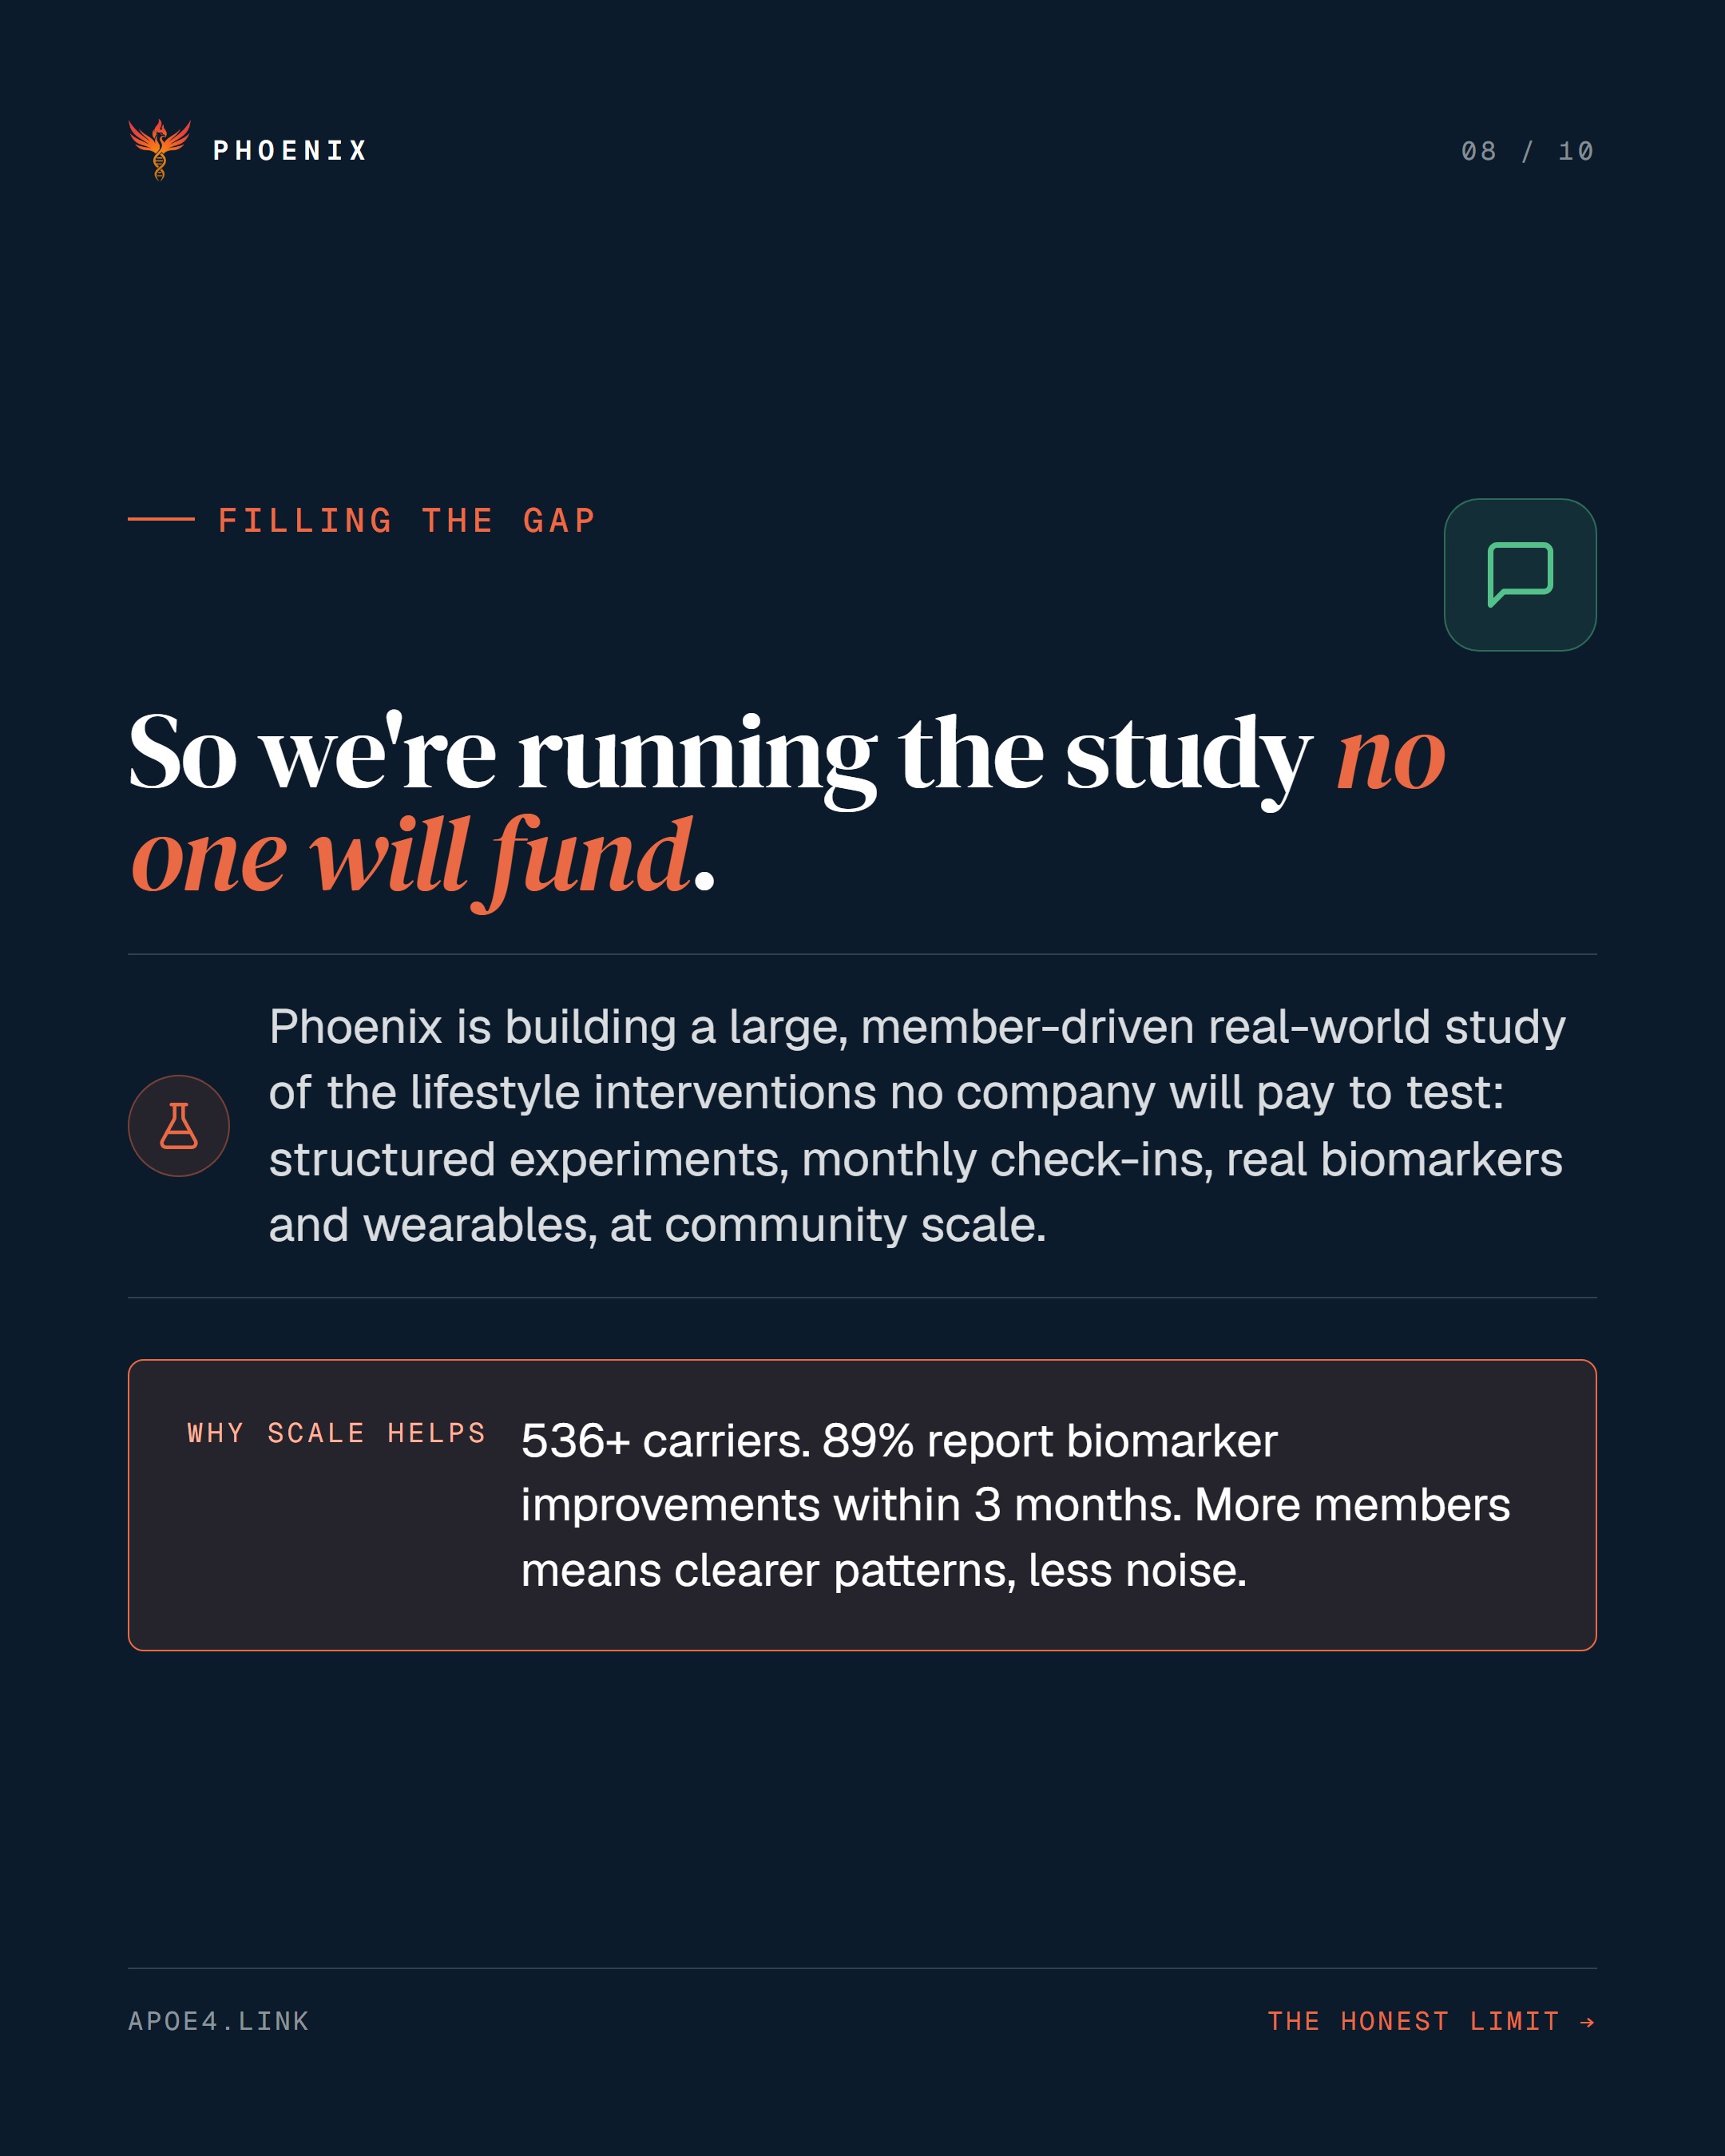 PHOENIX
08 / 10
FILLING THE GAP
So we're running the study no
one will fund.
Phoenix is building a large, member-driven real-world study
of the lifestyle interventions no company will pay to test:
structured experiments, monthly check-ins, real biomarkers
and wearables, at community scale.
WHY SCALE HELPS
536+ carriers. 89% report biomarker
improvements within 3 months. More members
means clearer patterns, less noise.
APOE4.LINK
THE HONEST LIMIT →